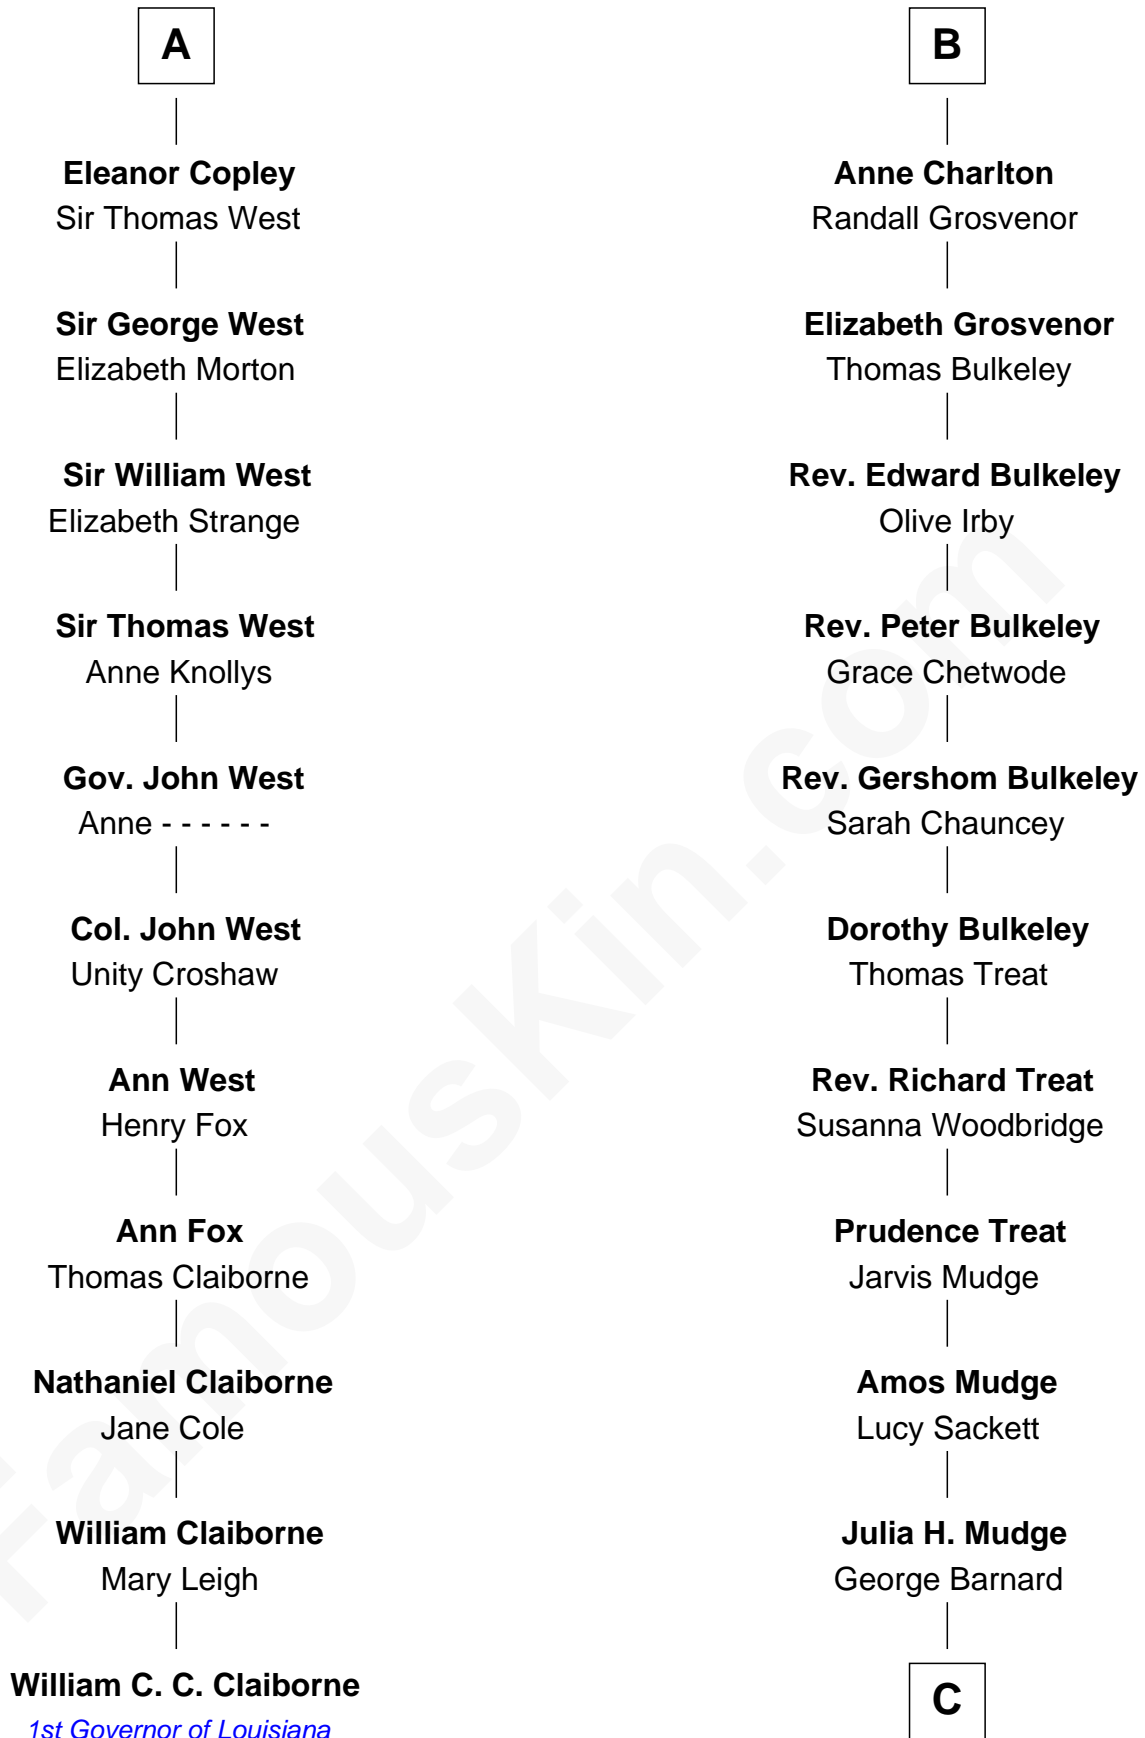 A
Eleanor Copley
Sir Thomas West
Sir George West
Elizabeth Morton
Sir William West
Elizabeth Strange
Sir Thomas West
Anne Knollys
Gov. John West
Anne - - - - - -
Col. John West
Unity Croshaw
Ann West
Henry Fox
Ann Fox
Thomas Claiborne
Nathaniel Claiborne
Jane Cole
William Claiborne
Mary Leigh
William C. C. Claiborne
1st Governor of Louisiana
B
Anne Charlton
Randall Grosvenor
Elizabeth Grosvenor
Thomas Bulkeley
Rev. Edward Bulkeley
Olive Irby
Rev. Peter Bulkeley
Grace Chetwode
Rev. Gershom Bulkeley
Sarah Chauncey
Dorothy Bulkeley
Thomas Treat
Rev. Richard Treat
Susanna Woodbridge
Prudence Treat
Jarvis Mudge
Amos Mudge
Lucy Sackett
Julia H. Mudge
George Barnard
C
FamousKin.com